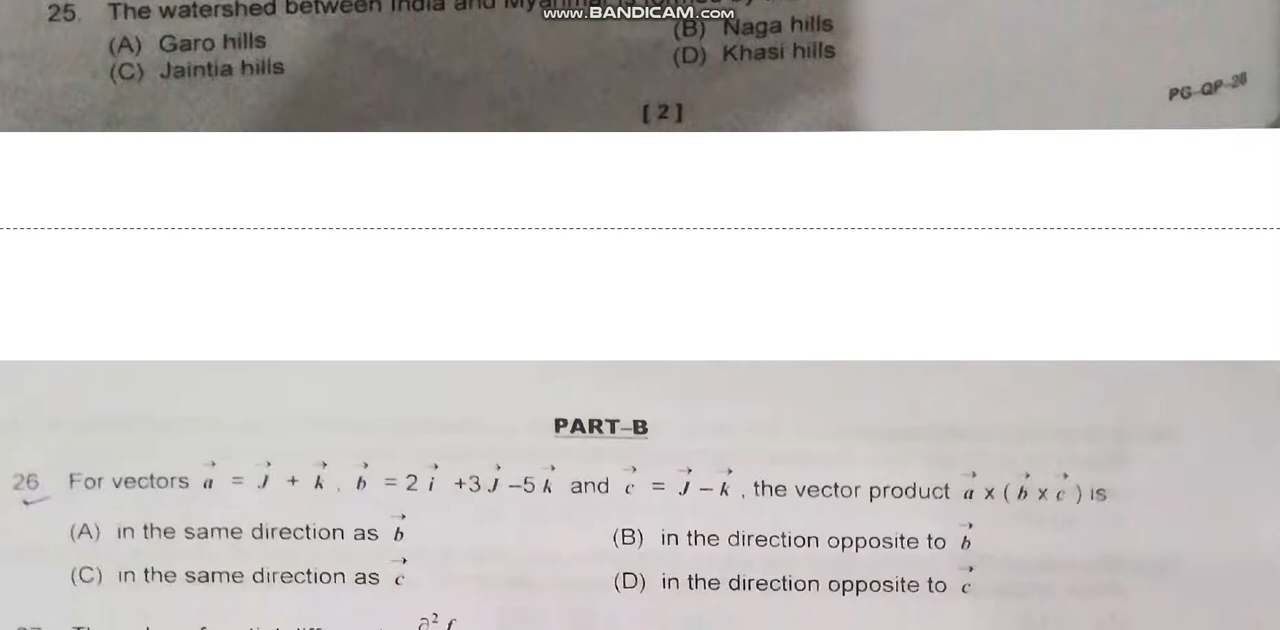 25. The watershed between India and
WWW.BANDICAM.COM
(A) Garo hills (B) Naga hills
(C) Jaintia hills (D) Khasi hills
[ 2 ]
PG-QP-28
PART–B
26 For vectors a⃗ = J⃗ + k⃗ , b⃗ = 2 i⃗ +3 J⃗ –5 k⃗ and c⃗ = J⃗ – k⃗ , the vector product a⃗ x ( b⃗ x c⃗ ) is
(A) in the same direction as b⃗ (B) in the direction opposite to b⃗
(C) in the same direction as c⃗ (D) in the direction opposite to c⃗
∂² f